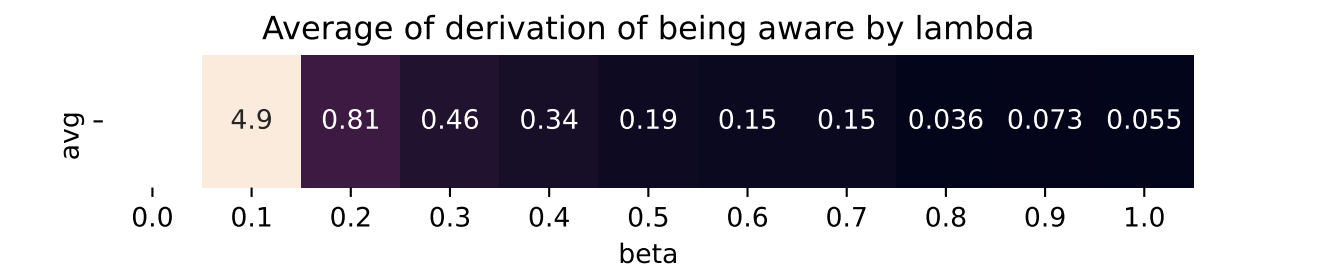 Average of derivation of being aware by lambda
avg
4.9 0.81 0.46 0.34 0.19 0.15 0.15 0.036 0.073 0.055
0.0 0.1 0.2 0.3 0.4 0.5 0.6 0.7 0.8 0.9 1.0
beta